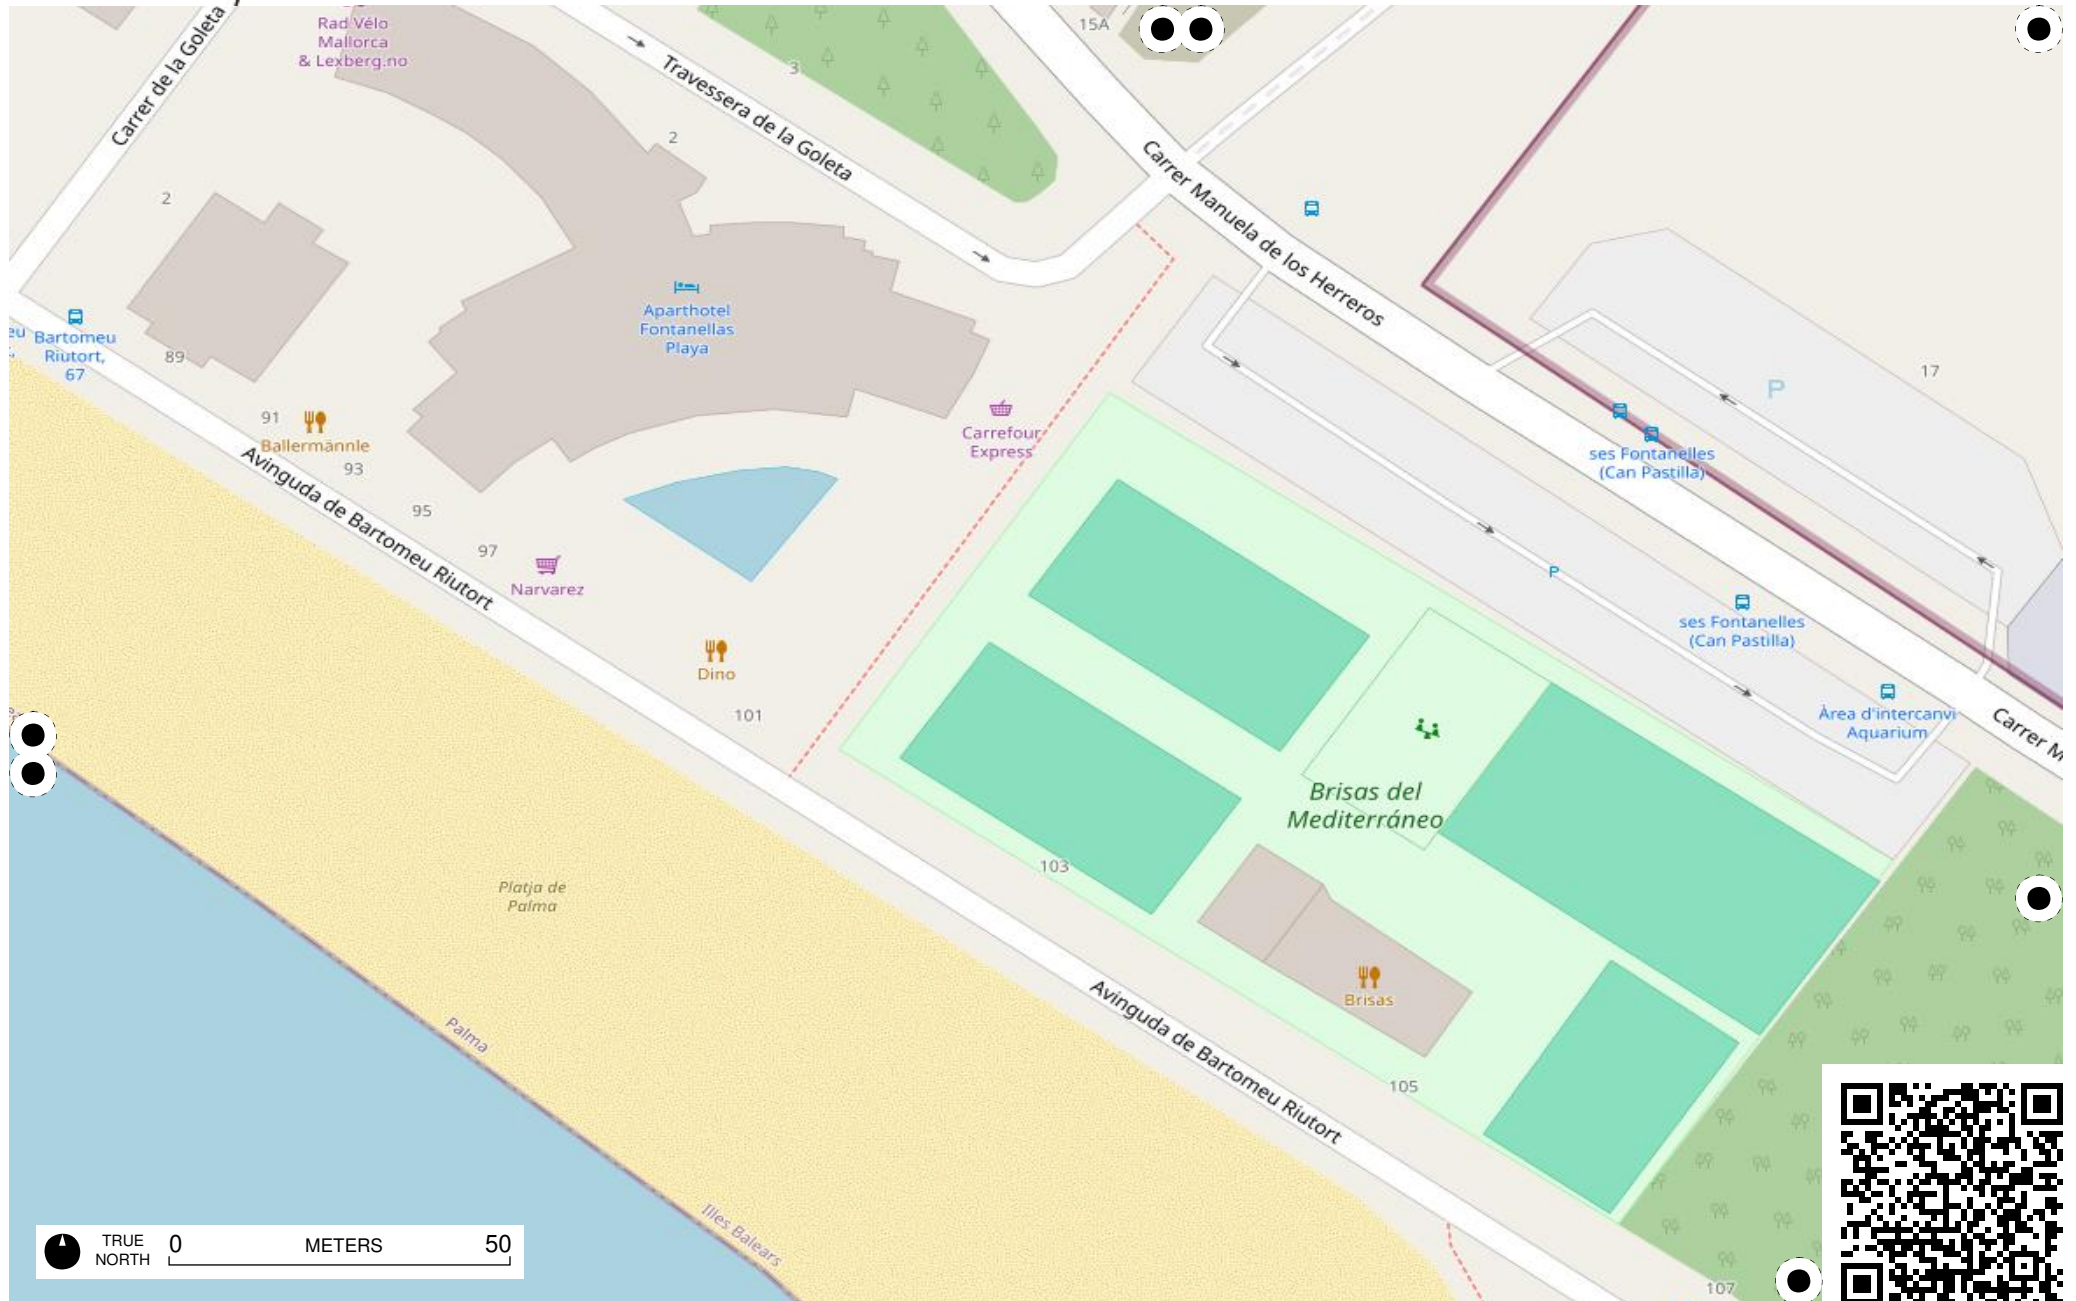 Carrer de la Goleta
Rad Vélo
Mallorca
& Lexberg.no
Travessera de la Goleta
3
15A
2
2
Carrer Manuela de los Herreros
Aparthotel
Fontanellas
Playa
Bartomeu
Riutort,
67
89
91
Ballermännle
93
95
97
Avinguda de Bartomeu Riutort
Narvarez
Carrefour
Express
17
P
ses Fontanelles
(Can Pastilla)
P
ses Fontanelles
(Can Pastilla)
Àrea d'intercanvi
Aquarium
Carrer M
Dino
101
Brisas del
Mediterráneo
103
Platja de
Palma
Brisas
Avinguda de Bartomeu Riutort
105
Palma
Illes Balears
107
TRUE
NORTH
0 METERS 50